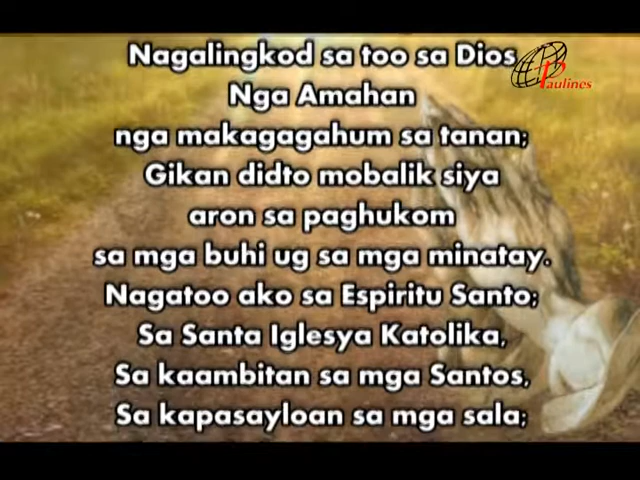 Nagalingkod sa too sa Dios
Nga Amahan
nga makagagahum sa tanan;
Gikan didto mobalik siya
aron sa paghukom
sa mga buhi ug sa mga minatay.
Nagatoo ako sa Espiritu Santo;
Sa Santa Iglesya Katolika,
Sa kaambitan sa mga Santos,
Sa kapasayloan sa mga sala;
Paulines